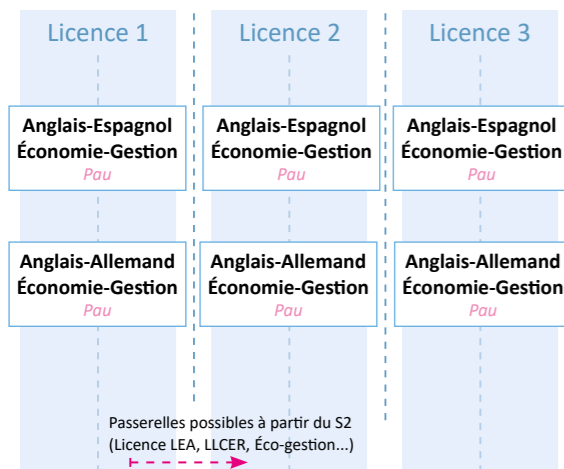 Licence 1
Licence 2
Licence 3
Anglais-Espagnol
Économie-Gestion
Pau
Anglais-Espagnol
Économie-Gestion
Pau
Anglais-Espagnol
Économie-Gestion
Pau
Anglais-Allemand
Économie-Gestion
Pau
Anglais-Allemand
Économie-Gestion
Pau
Anglais-Allemand
Économie-Gestion
Pau
Passerelles possibles à partir du S2
(Licence LEA, LLCER, Éco-gestion...)